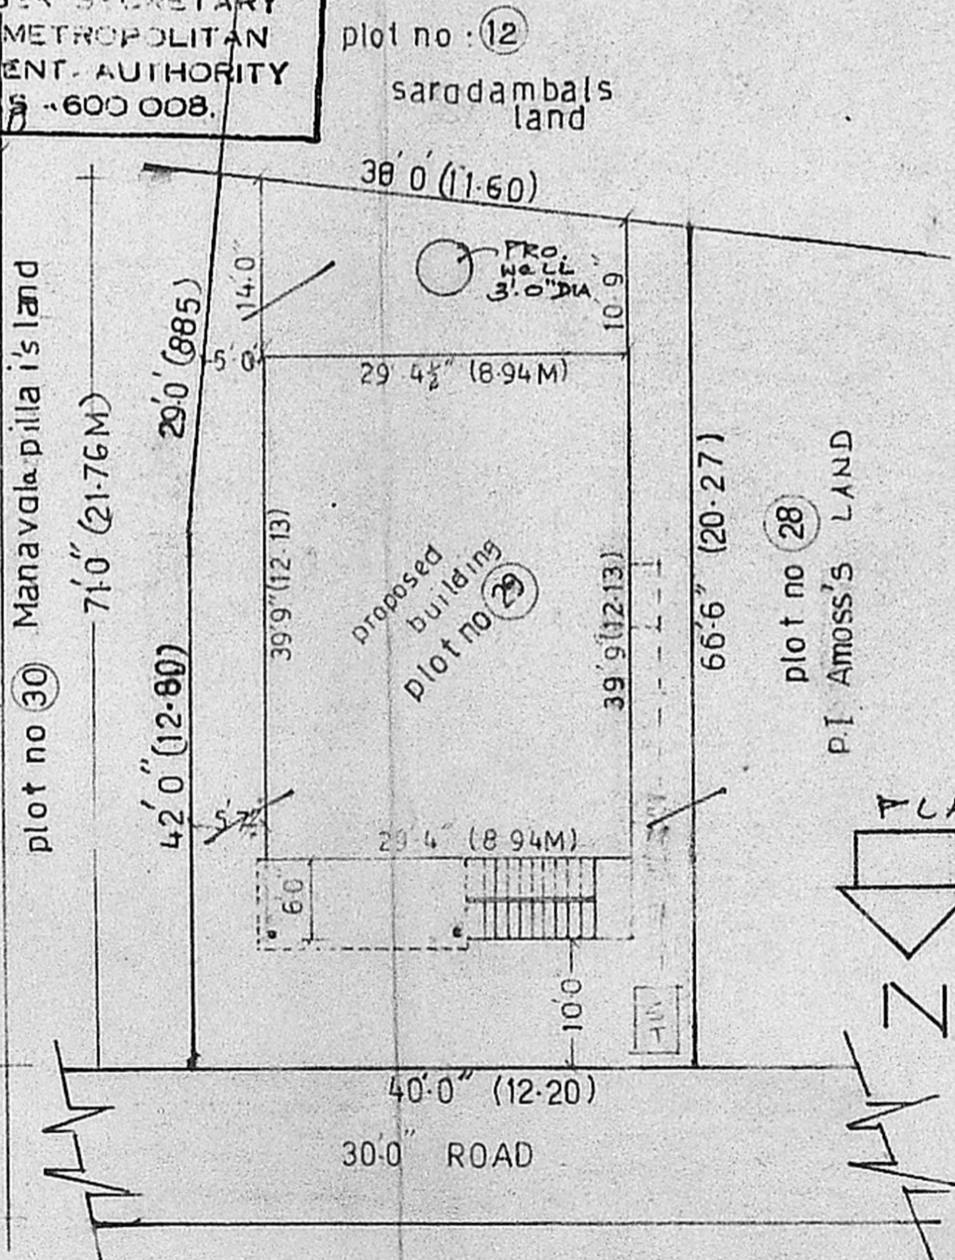 METROPOLITAN
AUTHORITY
600 008.
plot no : 12
saradambals
land
38' 0' (11·60)
PRO.
WELL
3'.0" DIA
14.0"
10.9"
5' 0'
29' 4½" (8·94M)
29·0' (885)
plot no 30 Manavalapilla i's land
71'·0" (21·76M)
39'9" (12·13)
proposed
building
plot no 29
39' 9 (12·13)
66'·6" (20·27)
plot no 28
P.I AMOSS'S LAND
42'·0" (12·80)
5'·7"
29·4" (8·94M)
6'·0"
10'·0
N
40'·0" (12·20)
30'·0" ROAD